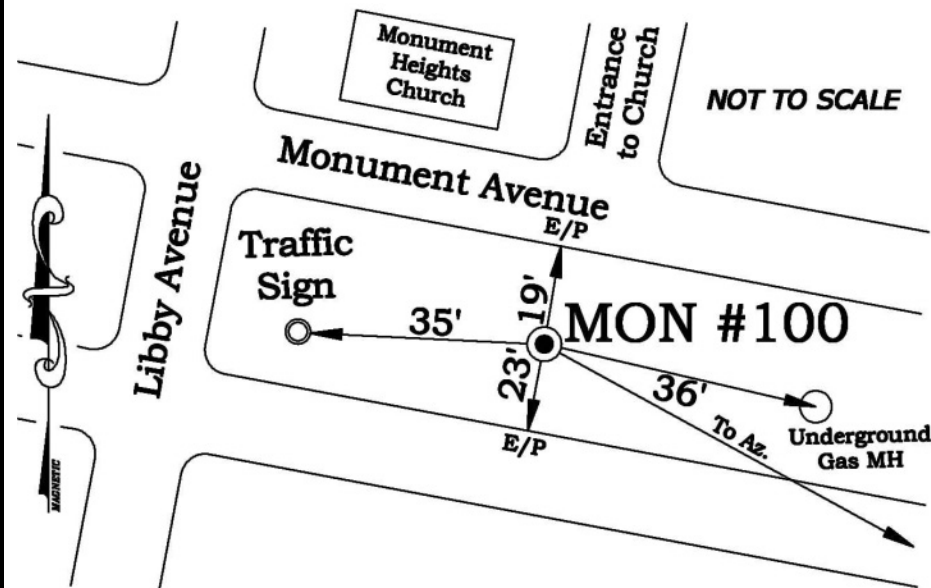 Monument
Heights
Church
Entrance
to Church
NOT TO SCALE
Monument Avenue
E/P
Libby Avenue
Traffic
Sign
19'
35'
MON #100
23'
36'
To Az.
E/P
Underground
Gas MH
MAGNETIC